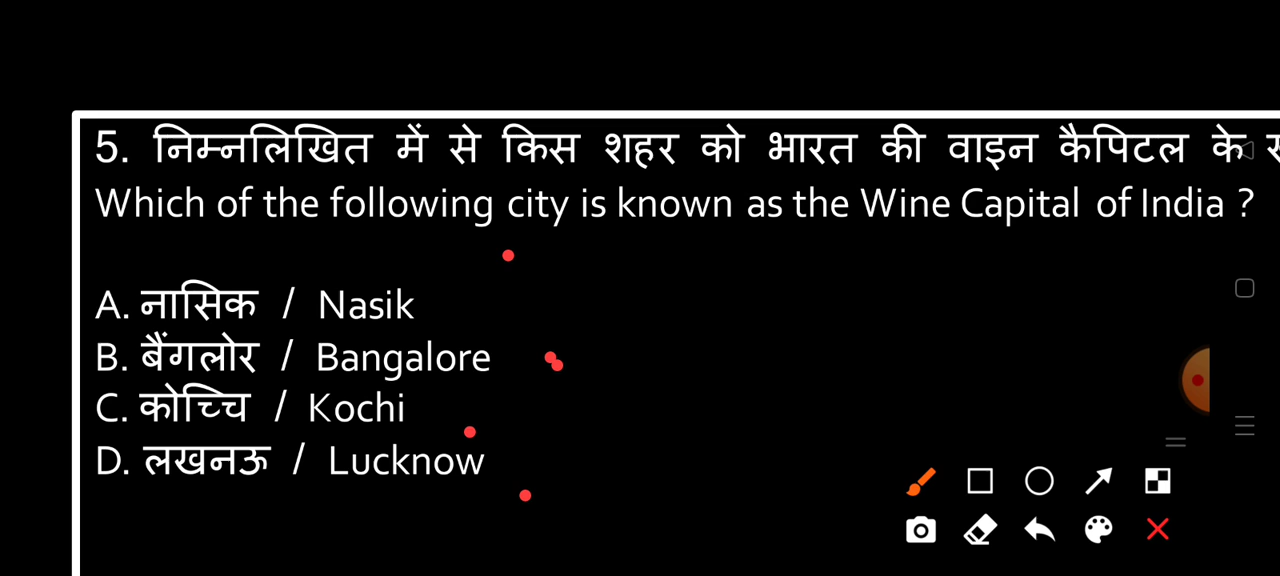 5. निम्नलिखित में से किस शहर को भारत की वाइन कैपिटल के
Which of the following city is known as the Wine Capital of India ?
A. नासिक / Nasik
B. बैंगलोर / Bangalore
C. कोच्चि / Kochi
D. लखनऊ / Lucknow